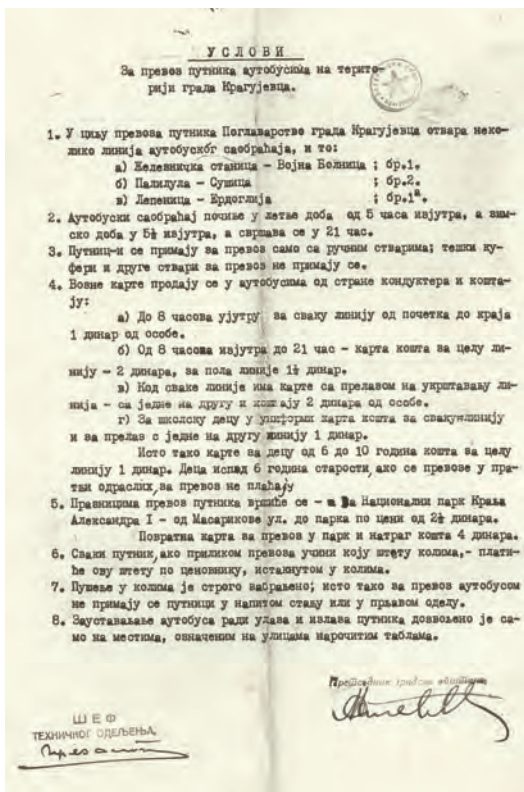 УСЛОВИ
За превоз путника аутобусима на терито-
рији града Крагујевца.
1. У циљу превоза путника Поглаварство града Крагујевца отвара неко-
лико линија аутобуског саобраћаја, и то:
а) Железничка станица - Војна Болница ; бр.1.
б) Палилула - Сушица ; бр.2.
в) Лепеница - Ердоглија ; бр.1ª.
2. Аутобуски саобраћај почиње у летње доба од 5 часа изјутра, а зим-
ско доба у 5½ изјутра, а свршава се у 21 час.
3. Путниц-и се примају за превоз само са ручним стварима; тешки ку-
фери и друге ствари за превоз не примају се.
4. Возне карте продају се у аутобусима од стране кондуктера и кошта-
ју:
а) До 8 часова ујутру за сваку линију од почетка до краја
1 динар од особе.
б) Од 8 часова изјутра до 21 час - карта кошта за целу ли-
нију - 2 динара, за пола линије 1½ динар.
в) Код сваке линије има карте са прелазом на укрштавању ли-
нија - са једне на другу и коштају 2 динара од особе.
г) За школску децу у униформи карта кошта за сваку линију
и за прелаз с једне на другу линију 1 динар.
Исто тако карте за децу од 6 до 10 година кошта за целу
линију 1 динар. Деца испод 6 година старости, ако се превозе у пра-
тњи одраслих, за превоз не плаћају
5. Празницима превоз путника вршиће се - за Национални парк Краља
Александра I - од Масарикове ул. до парка по цени од 2½ динара.
Повратна карта за превоз у парк и натраг кошта 4 динара.
6. Сваки путник, ако приликом превоза учини коју штету колима, - плати-
ће ову штету по ценовнику, истакнутом у колима.
7. Пушење у колима је строго забрањено; исто тако за превоз аутобусом
не примају се путници у напитом стању или у прљавом оделу.
8. Заустављање аутобуса ради улаза и излаза путника дозвољено је са-
мо на местима, означеним на улицама нарочитим таблама.
Претседник градске општине
ШЕФ
ТЕХНИЧНОГ ОДЕЉЕЊА,